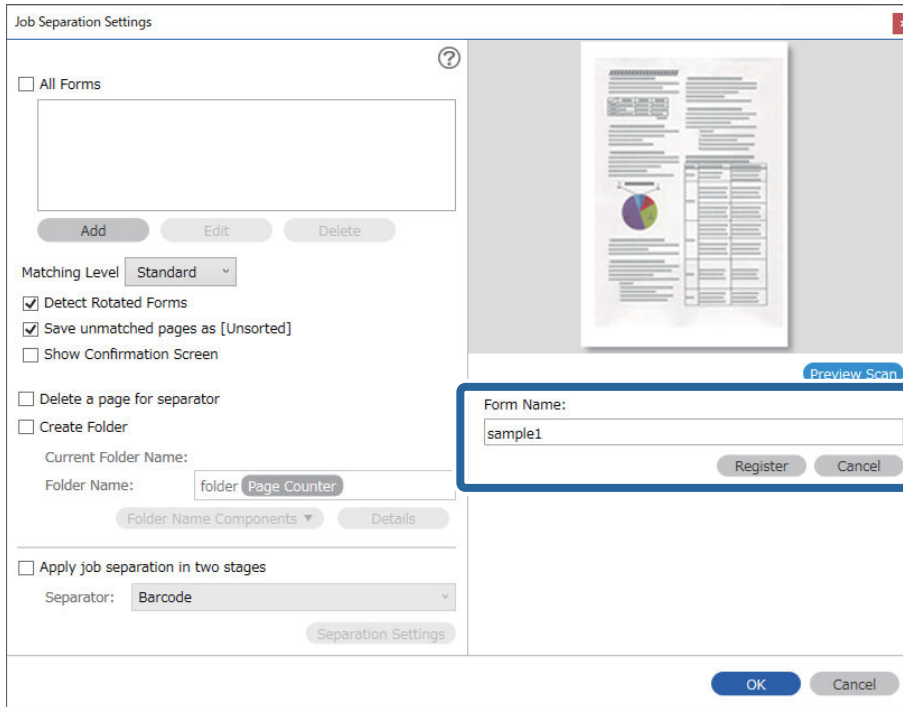 Job Separation Settings
?
All Forms
Add Edit Delete
Matching Level Standard
Detect Rotated Forms
Save unmatched pages as [Unsorted]
Show Confirmation Screen
Delete a page for separator
Create Folder
Current Folder Name:
Folder Name: folder Page Counter
Folder Name Components ▼ Details
Apply job separation in two stages
Separator: Barcode
Separation Settings
Preview Scan
Form Name:
sample1
Register Cancel
OK Cancel